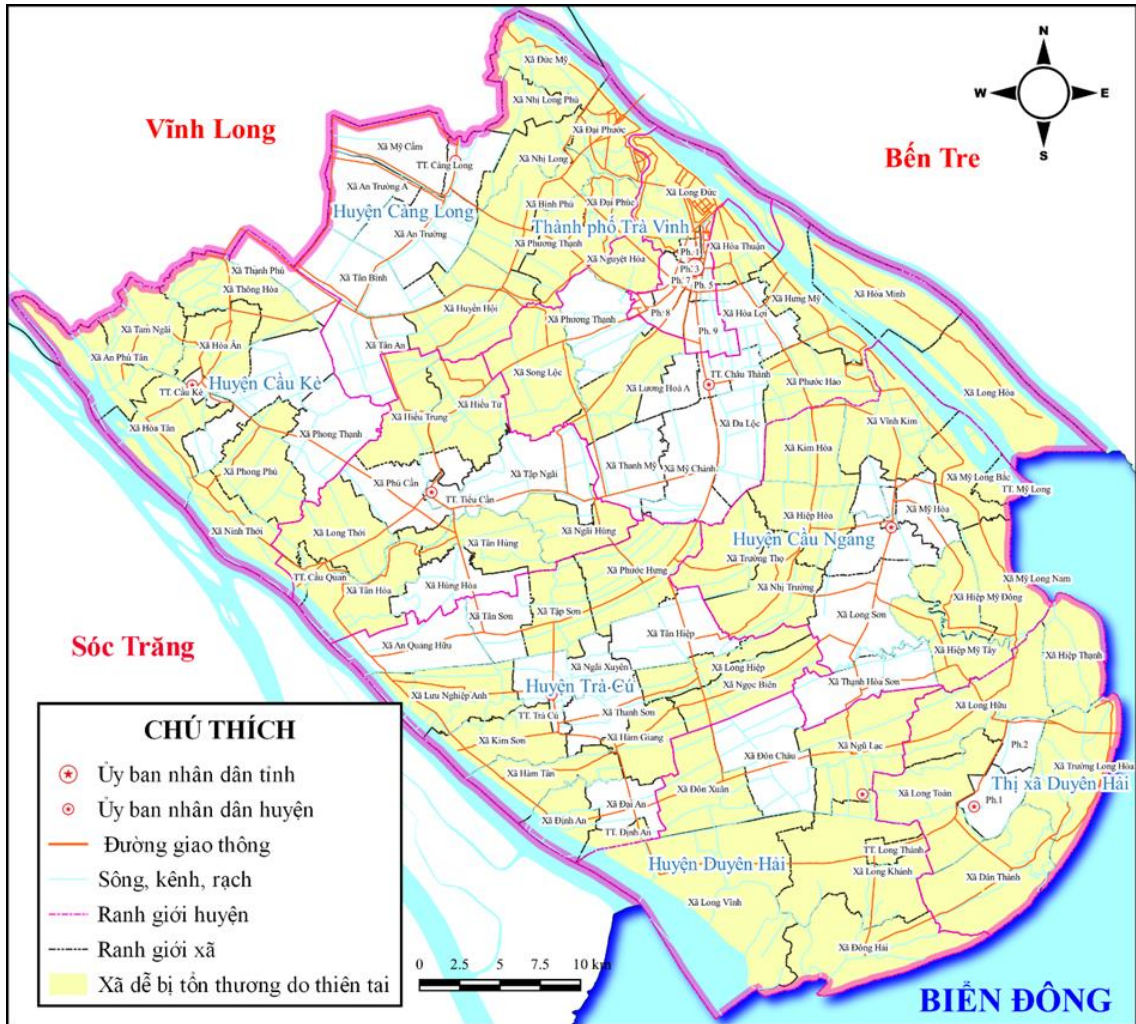 N
W
E
S
Vĩnh Long
Bến Tre
Sóc Trăng
BIỂN ĐÔNG
Xã Đức Mỹ
Xã Nhị Long Phú
Xã Đại Phước
Xã Mỹ Cẩm
TT. Càng Long
Xã Nhị Long
Xã An Trường A
Xã Long Đức
Huyện Càng Long
Xã Bình Phú
Xã Đại Phúc
Thành phố Trà Vinh
Xã An Trường
Xã Phương Thạnh
Xã Nguyệt Hóa
Ph. 1
Xã Hòa Thuận
Ph. 3
Ph. 7
Ph. 5
Xã Thạnh Phú
Xã Tân Bình
Xã Thông Hòa
Xã Hưng Mỹ
Xã Hòa Minh
Xã Huyền Hội
Xã Phương Thạnh
Ph. 8
Xã Hòa Lợi
Xã Tam Ngãi
Ph. 9
Xã Hòa Ân
Xã Tân An
Xã An Phú Tân
Xã Song Lộc
TT. Cầu Kè
Huyện Cầu Kè
Xã Lương Hoà A
TT. Châu Thành
Xã Phước Hảo
Xã Long Hòa
Xã Hiếu Tử
Xã Hiếu Trung
Xã Hòa Tân
Xã Phong Thạnh
Xã Đa Lộc
Xã Vĩnh Kim
Xã Kim Hòa
Xã Phong Phú
Xã Phú Cần
Xã Tập Ngãi
Xã Thanh Mỹ
Xã Mỹ Chánh
Xã Mỹ Long Bắc
TT. Mỹ Long
TT. Tiểu Cần
Xã Mỹ Hòa
Xã Hiệp Hòa
Xã Ninh Thới
Xã Long Thới
Xã Ngãi Hùng
Huyện Cầu Ngang
Xã Tân Hùng
Xã Trường Thọ
Xã Phước Hưng
TT. Cầu Quan
Xã Tân Hòa
Xã Hùng Hòa
Xã Nhị Trường
Xã Mỹ Long Nam
Xã Hiệp Mỹ Đông
Xã Tân Sơn
Xã Tập Sơn
Xã Long Sơn
Xã Tân Hiệp
Xã An Quảng Hữu
Xã Hiệp Mỹ Tây
Xã Hiệp Thạnh
Xã Ngãi Xuyên
Xã Long Hiệp
Xã Ngọc Biên
Xã Thạnh Hòa Sơn
Xã Lưu Nghiệp Anh
Huyện Trà Cú
Xã Long Hữu
TT. Trà Cú
Xã Thanh Sơn
Xã Kim Sơn
Xã Hàm Giang
Xã Đôn Châu
Xã Ngũ Lạc
Ph.2
Xã Trường Long Hòa
Xã Hàm Tân
Xã Đôn Xuân
Thị xã Duyên Hải
Xã Đại An
Xã Long Toàn
Ph.1
Xã Định An
TT. Định An
TT. Long Thành
Huyện Duyên Hải
Xã Long Khánh
Xã Dân Thành
Xã Long Vĩnh
Xã Đông Hải
CHÚ THÍCH
Ủy ban nhân dân tỉnh
Ủy ban nhân dân huyện
Đường giao thông
Sông, kênh, rạch
Ranh giới huyện
Ranh giới xã
Xã dễ bị tổn thương do thiên tai
0 2.5 5 7.5 10 km